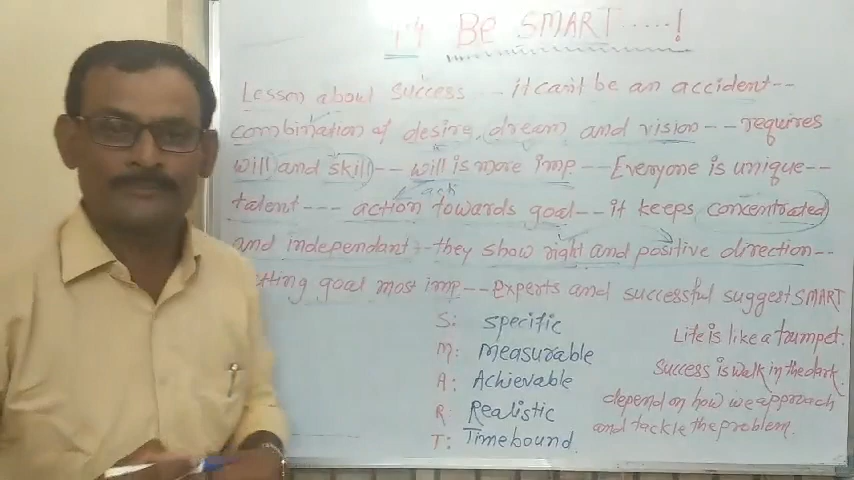 1.4 Be SMART.....!
Lesson about success --- it can't be an accident--
combination of desire, dream and vision -- requires
will and skill -- will is more imp -- Everyone is unique --
ask
talent --- action towards goal -- it keeps concentrated
and independant -- they show right and positive direction --
goal most imp -- experts and successful suggest SMART
S: Specific
M: Measurable
A: Achievable
R: Realistic
T: Timebound.
Life is like a trumpet.
Success is walk in the dark.
depend on how we approach
and tackle the problem.